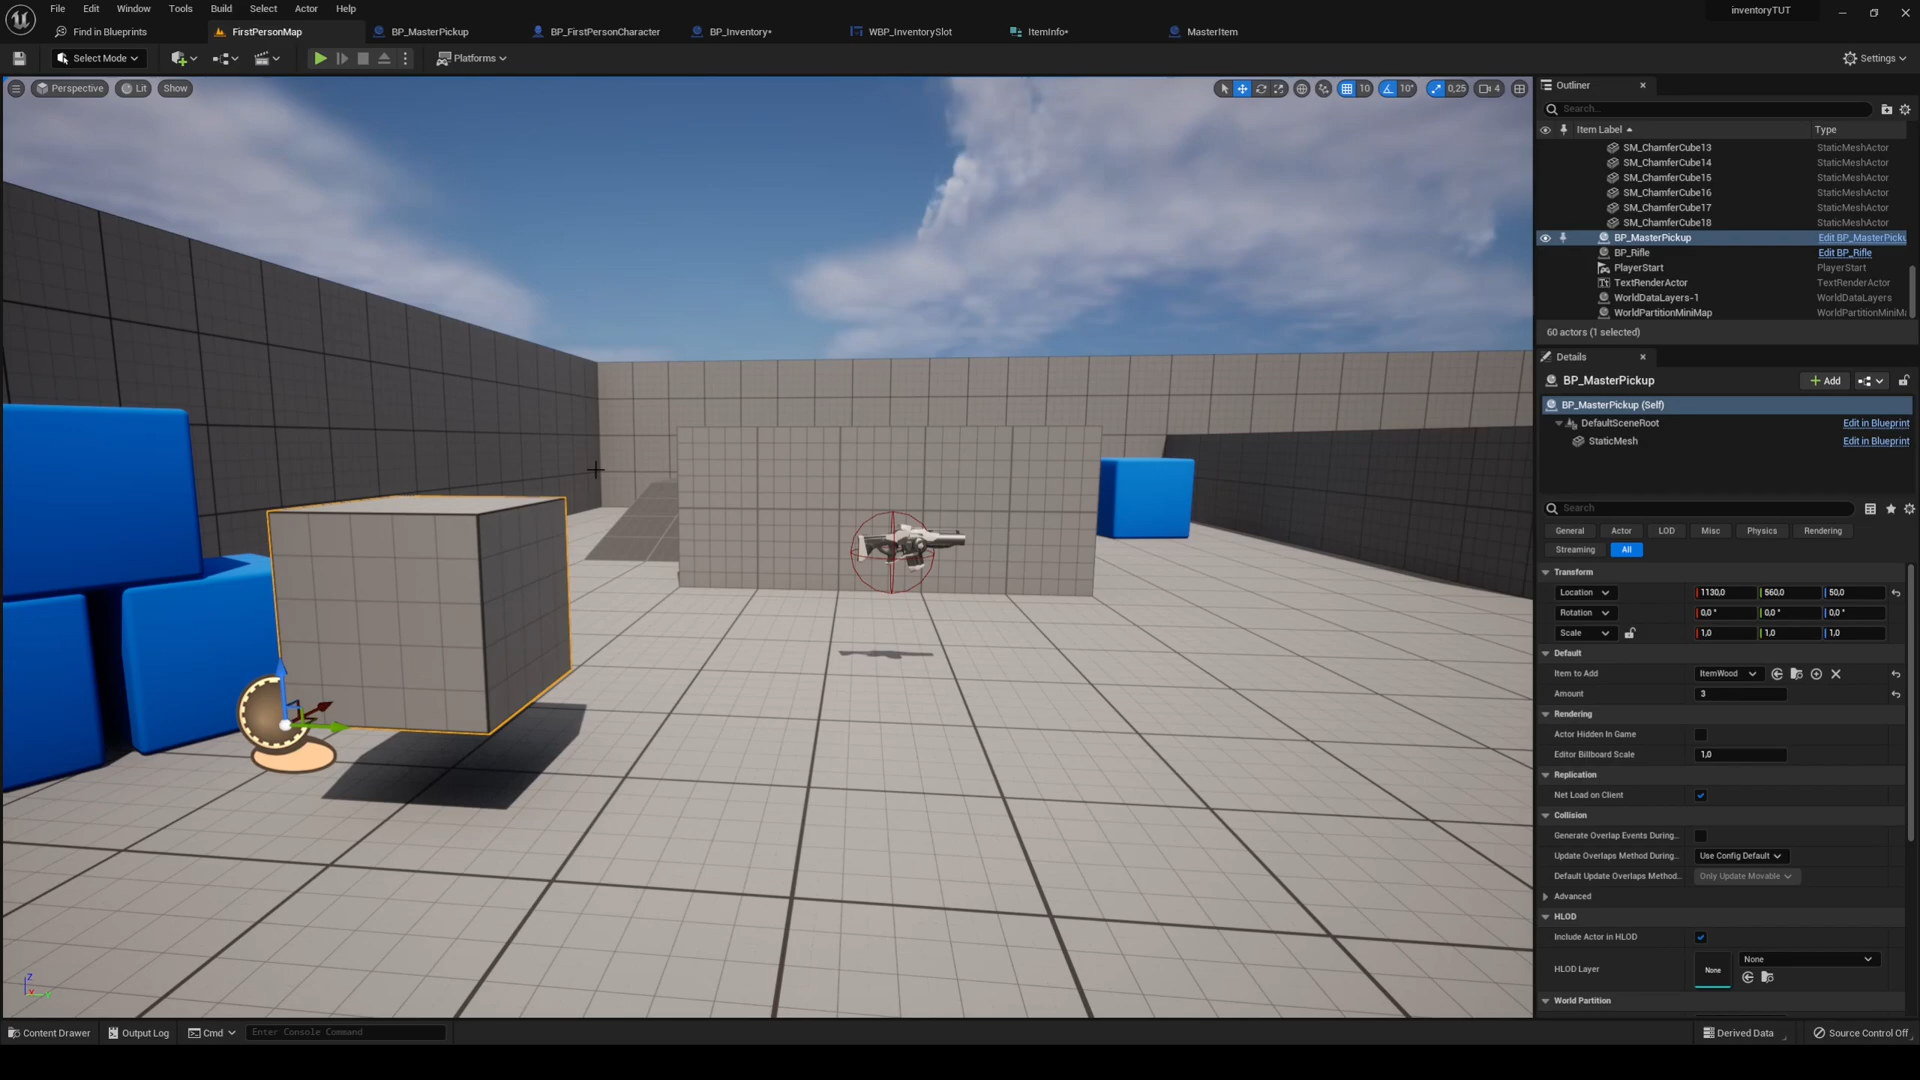 File Edit Window Tools Build Select Actor Help
inventoryTUT
Find in Blueprints FirstPersonMap BP_MasterPickup BP_FirstPersonCharacter BP_Inventory* WBP_InventorySlot ItemInfo* MasterItem
Select Mode Platforms Settings
Perspective Lit Show 10 10° 0,25 4
Outliner
Search...
Item Label Type
SM_ChamferCube13 StaticMeshActor
SM_ChamferCube14 StaticMeshActor
SM_ChamferCube15 StaticMeshActor
SM_ChamferCube16 StaticMeshActor
SM_ChamferCube17 StaticMeshActor
SM_ChamferCube18 StaticMeshActor
BP_MasterPickup Edit BP_MasterPicku
BP_Rifle Edit BP_Rifle
PlayerStart PlayerStart
TextRenderActor TextRenderActor
WorldDataLayers-1 WorldDataLayers
WorldPartitionMiniMap WorldPartitionMiniM
60 actors (1 selected)
Details
BP_MasterPickup Add
BP_MasterPickup (Self)
DefaultSceneRoot Edit in Blueprint
StaticMesh Edit in Blueprint
Search
General Actor LOD Misc Physics Rendering
Streaming All
Transform
Location 1130,0 560,0 50,0
Rotation 0,0 ° 0,0 ° 0,0 °
Scale 1,0 1,0 1,0
Default
Item to Add ItemWood
Amount 3
Rendering
Actor Hidden In Game
Editor Billboard Scale 1,0
Replication
Net Load on Client
Collision
Generate Overlap Events During...
Update Overlaps Method During... Use Config Default
Default Update Overlaps Method... Only Update Movable
Advanced
HLOD
Include Actor in HLOD
HLOD Layer None None
World Partition
Z
Y
Content Drawer Output Log Cmd Enter Console Command Derived Data Source Control Off